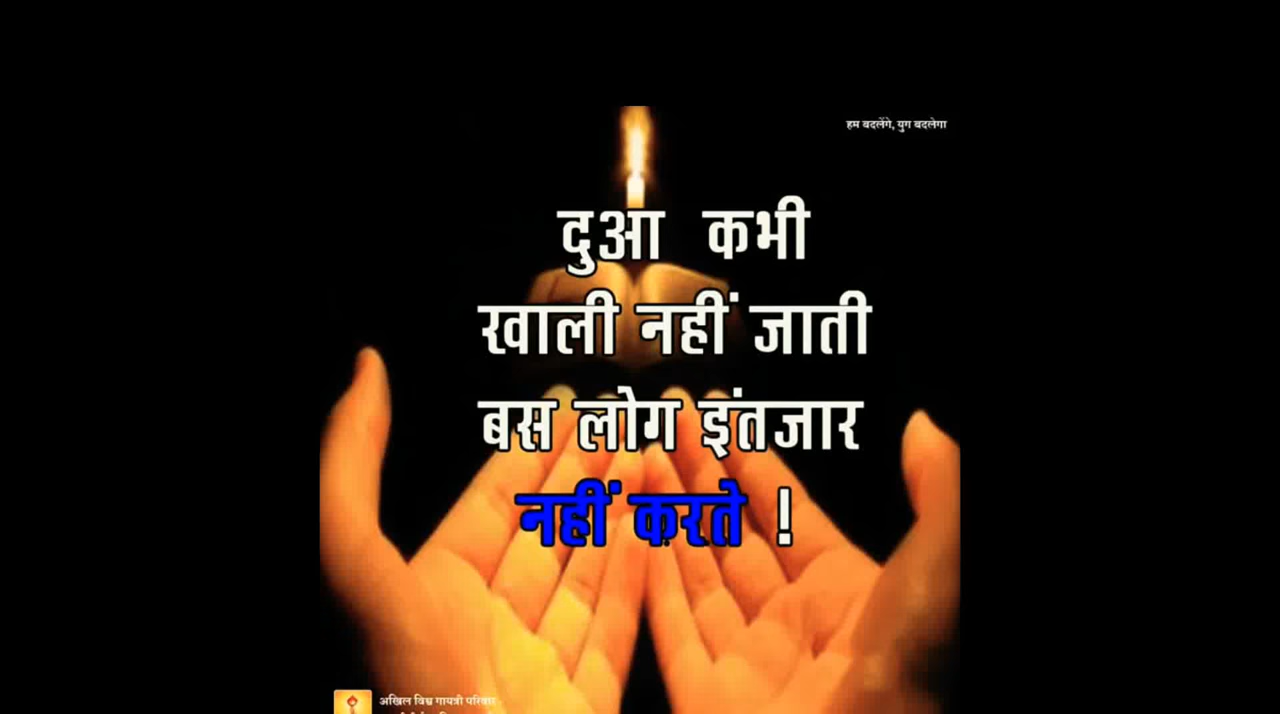 हम बदलेंगे, युग बदलेगा
दुआ कभी
खाली नहीं जाती
बस लोग इंतजार
नहीं करते !
अखिल विश्व गायत्री परिवार